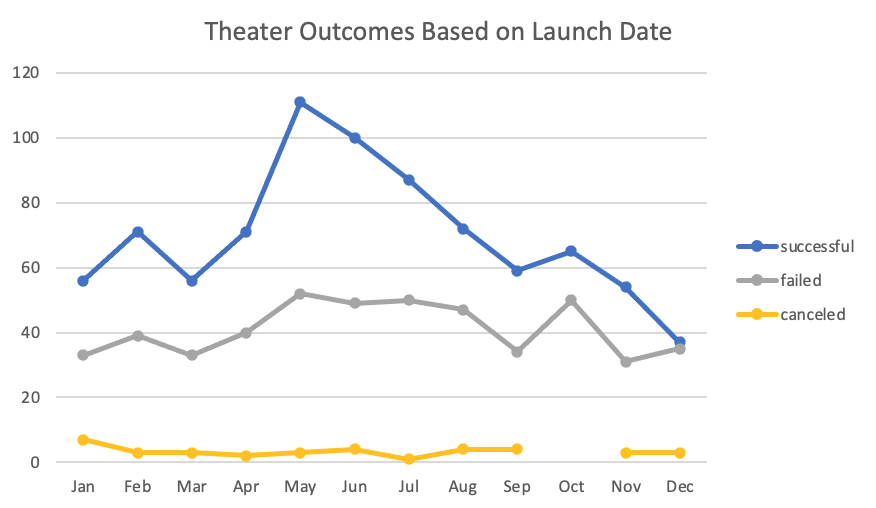 Theater Outcomes Based on Launch Date
120
100
80
60
40
20
0
Jan Feb Mar Apr May Jun Jul Aug Sep Oct Nov Dec
successful
failed
canceled